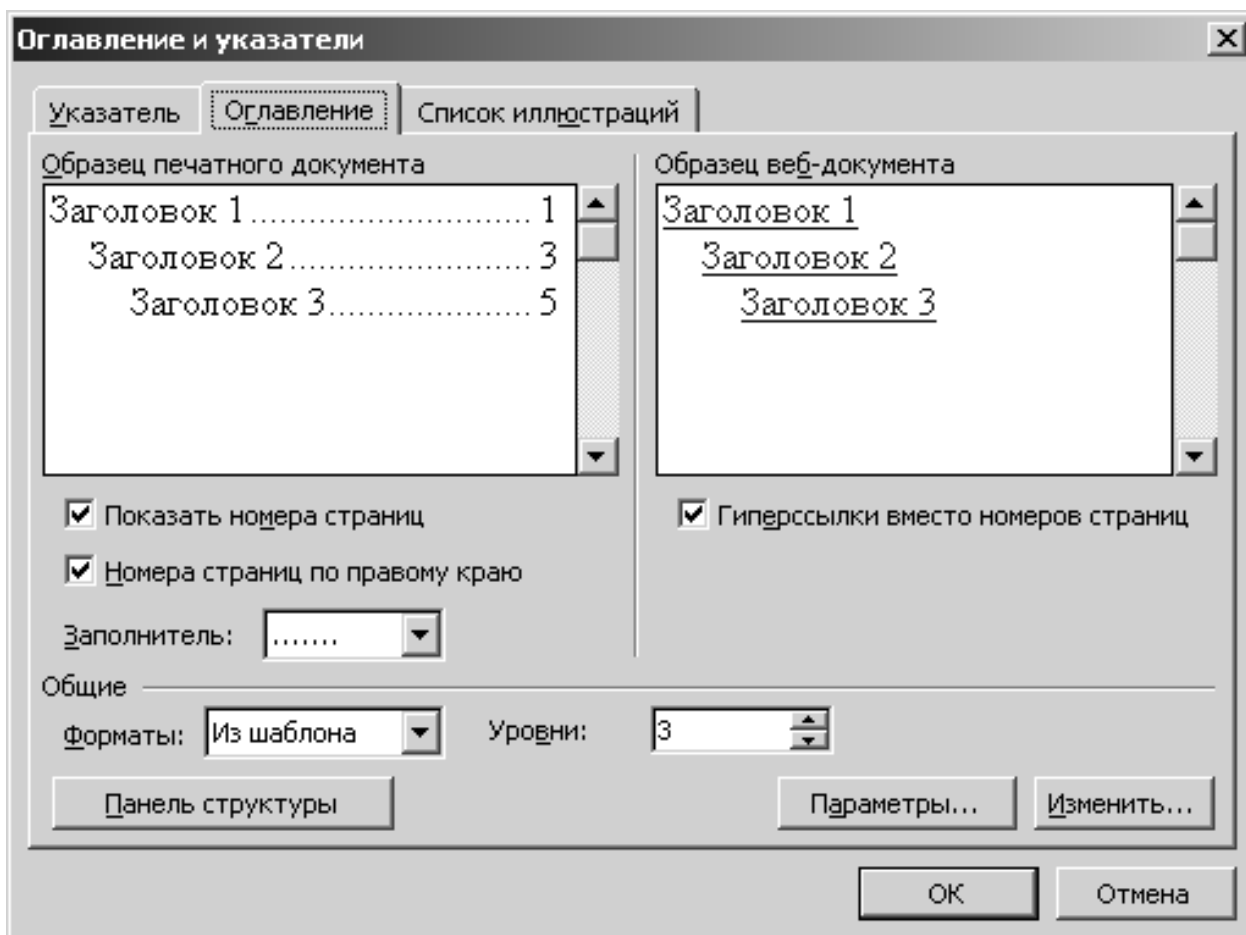 Оглавление и указатели
Указатель Оглавление Список иллюстраций
Образец печатного документа
Заголовок 1.............................. 1
Заголовок 2.......................... 3
Заголовок 3...................... 5
Образец веб-документа
Заголовок 1
Заголовок 2
Заголовок 3
Показать номера страниц
Номера страниц по правому краю
Заполнитель: .......
Гиперссылки вместо номеров страниц
Общие
Форматы: Из шаблона Уровни: 3
Панель структуры Параметры... Изменить...
ОК Отмена